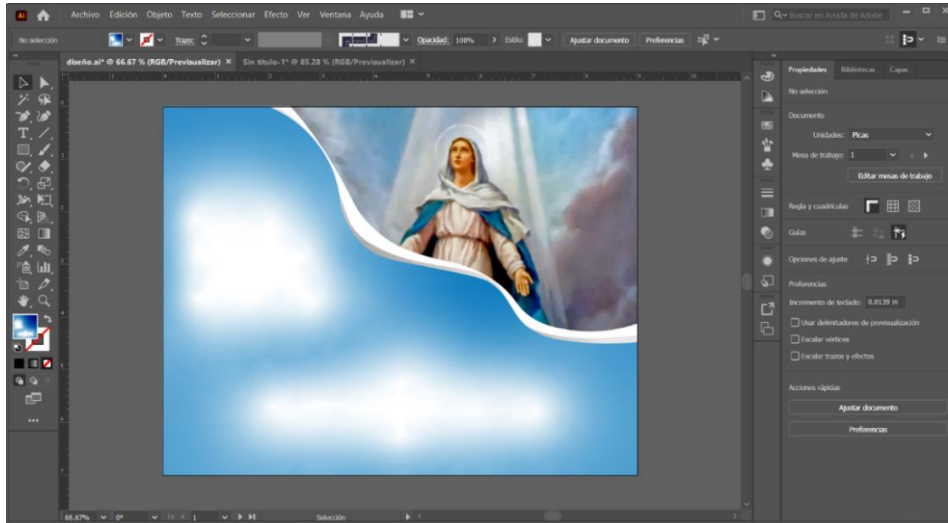 Ai Archivo Edición Objeto Texto Seleccionar Efecto Ver Ventana Ayuda Buscar en Ayuda de Adobe
No selección Trazo: Opacidad: 100% Estilo: Ajustar documento Preferencias
diseño.ai* @ 66.67 % (RGB/Previsualizar) × Sin título-1* @ 85.28 % (RGB/Previsualizar) ×
Propiedades Bibliotecas Capas
No selección
Documento
Unidades: Picas
Mesa de trabajo: 1
Editar mesas de trabajo
Regla y cuadrículas
Guías
Opciones de ajuste
Preferencias
Incremento de teclado: 0.0139 in
Usar delimitadores de previsualización
Escalar vértices
Escalar trazos y efectos
Acciones rápidas
Ajustar documento
Preferencias
66.67% 0° 1 Selección